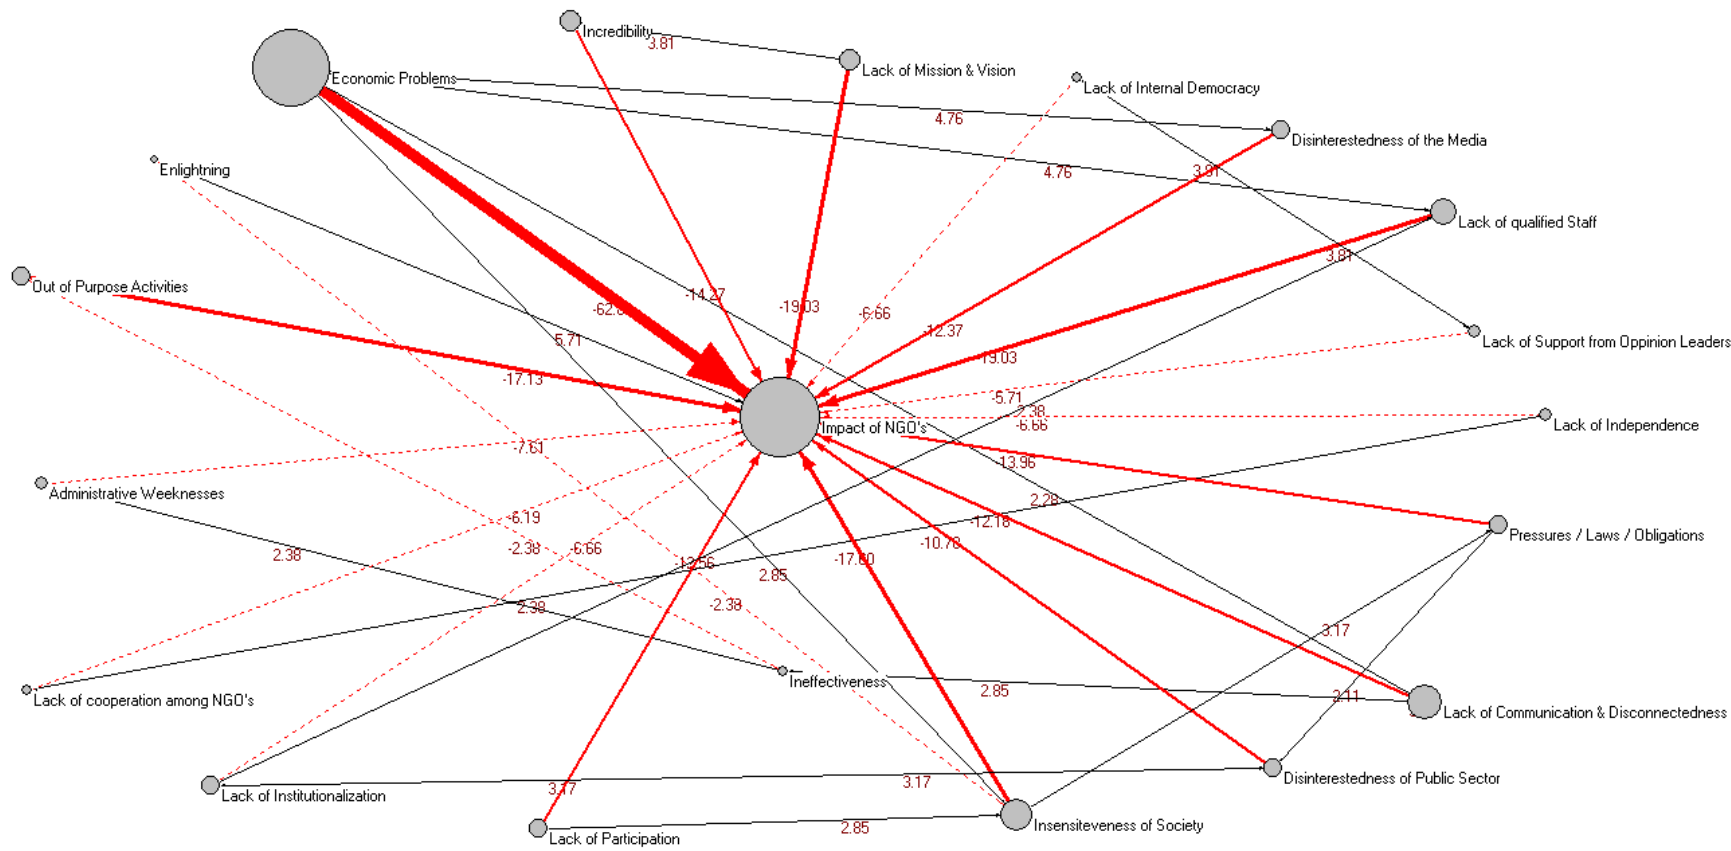 Incredibility
3.81
Lack of Mission & Vision
Economic Problems
Lack of Internal Democracy
4.76
Disinterestedness of the Media
Enlightning
4.76
3.81
Lack of qualified Staff
3.81
Out of Purpose Activities
-14.27
-19.03
-6.66
-12.37
5.71
Lack of Support from Oppinion Leaders
-17.13
-5.71
2.38
-6.66
Impact of NGO's
Lack of Independence
-7.61
-13.96
Administrative Weeknesses
2.28
-6.19
-12.18
Pressures / Laws / Obligations
-10.78
2.38
-2.38
-6.66
-17.60
2.85
2.38
-2.38
3.17
Ineffectiveness
2.85
2.11
Lack of cooperation among NGO's
Lack of Communication & Disconnectedness
Lack of Institutionalization
3.17
3.17
Disinterestedness of Public Sector
2.85
Insensiteveness of Society
Lack of Participation